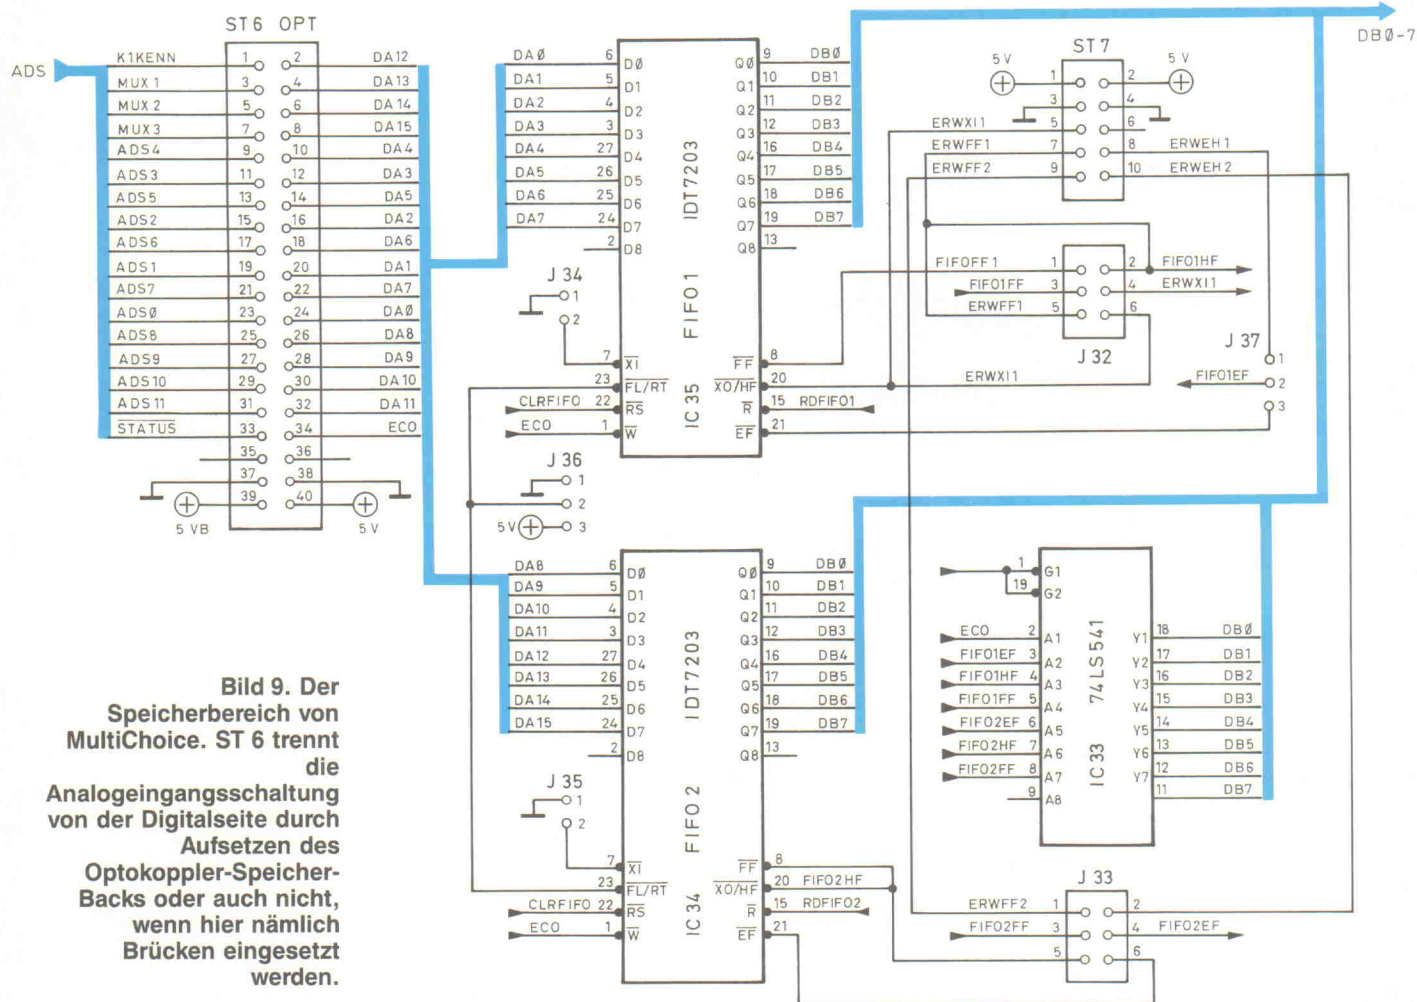 ST 6 OPT
ADS
K1KENN 1 2 DA12
MUX 1 3 4 DA13
MUX 2 5 6 DA14
MUX3 7 8 DA15
ADS4 9 10 DA4
ADS3 11 12 DA3
ADS5 13 14 DA5
ADS2 15 16 DA2
ADS6 17 18 DA6
ADS1 19 20 DA1
ADS7 21 22 DA7
ADSØ 23 24 DAØ
ADS8 25 26 DA8
ADS9 27 28 DA9
ADS10 29 30 DA10
ADS11 31 32 DA11
STATUS 33 34 ECO
35 36
37 38
39 40
5 VB 5 V
DAØ 6 DØ QØ 9 DBØ
DA1 5 D1 Q1 10 DB1
DA2 4 D2 Q2 11 DB2
DA3 3 D3 Q3 12 DB3
DA4 27 D4 Q4 16 DB4
DA5 26 D5 Q5 17 DB5
DA6 25 D6 Q6 18 DB6
DA7 24 D7 Q7 19 DB7
2 D8 Q8 13
IDT7203
FIFO 1
IC 35
J 34
1
2
7 XI FF 8
23 FL/RT XO/HF 20
CLRFIFO 22 RS R 15 RDFIFO1
ECO 1 W EF 21
J 36
1
2
5V 3
DBØ-7
ST 7
5 V 1 2 5 V
3 4
ERWXI1 5 6
ERWFF1 7 8 ERWEH1
ERWFF2 9 10 ERWEH2
FIFOFF1 1 2 FIFO1HF
FIFO1FF 3 4 ERWXI1
ERWFF1 5 6
J 32
ERWXI1
J 37
1
FIFO1EF 2
3
DA8 6 DØ QØ 9 DBØ
DA9 5 D1 Q1 10 DB1
DA10 4 D2 Q2 11 DB2
DA11 3 D3 Q3 12 DB3
DA12 27 D4 Q4 16 DB4
DA13 26 D5 Q5 17 DB5
DA14 25 D6 Q6 18 DB6
DA15 24 D7 Q7 19 DB7
2 D8 Q8 13
IDT7203
FIFO 2
IC 34
J 35
1
2
7 XI FF 8
23 FL/RT XO/HF 20 FIFO2HF
CLRFIFO 22 RS R 15 RDFIFO2
ECO 1 W EF 21
1 G1
19 G2
ECO 2 A1 Y1 18 DBØ
FIFO1EF 3 A2 Y2 17 DB1
FIFO1HF 4 A3 Y3 16 DB2
FIFO1FF 5 A4 Y4 15 DB3
FIFO2EF 6 A5 Y5 14 DB4
FIFO2HF 7 A6 Y6 13 DB5
FIFO2FF 8 A7 Y7 12 DB6
9 A8 11 DB7
74LS541
IC33
J 33
ERWFF2 1 2
FIFO2FF 3 4 FIFO2EF
5 6
Bild 9. Der
Speicherbereich von
MultiChoice. ST 6 trennt
die
Analogeingangsschaltung
von der Digitalseite durch
Aufsetzen des
Optokoppler-Speicher-
Backs oder auch nicht,
wenn hier nämlich
Brücken eingesetzt
werden.